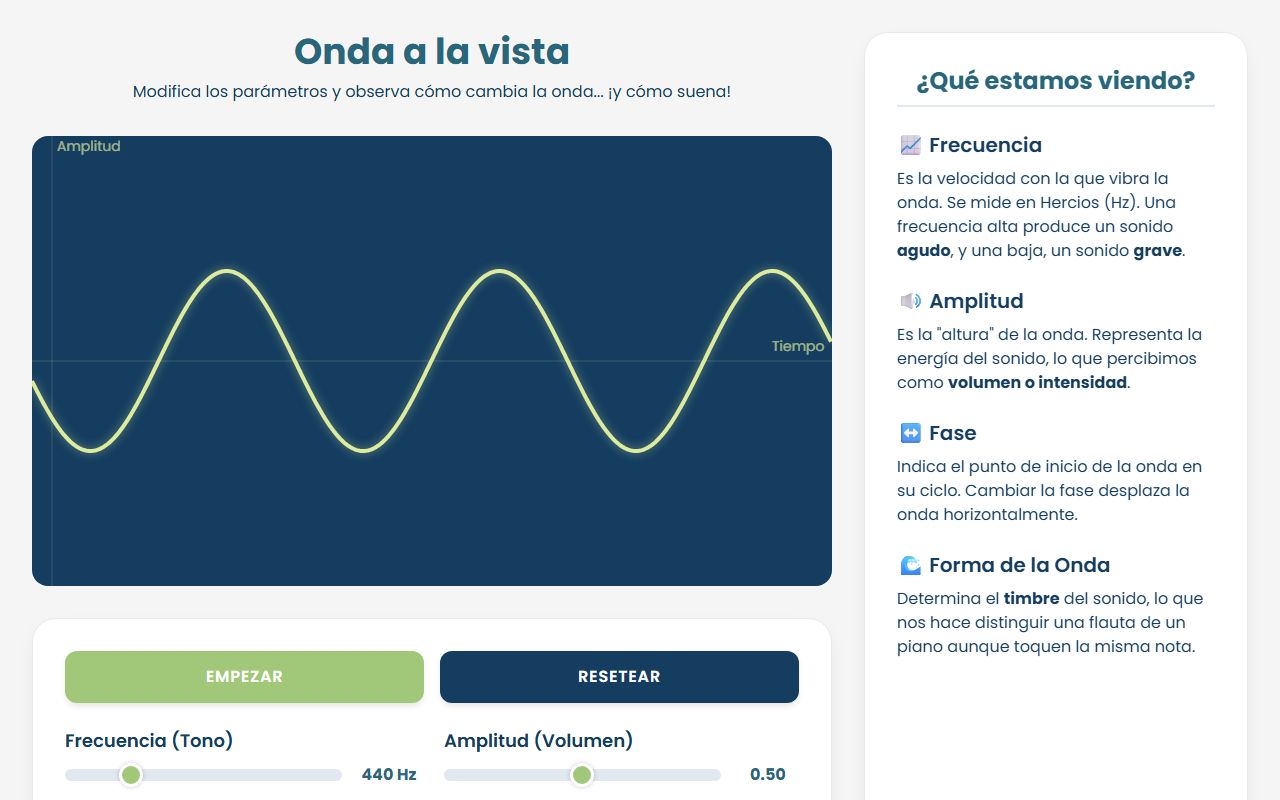 Onda a la vista
Modifica los parámetros y observa cómo cambia la onda... ¡y cómo suena!
Amplitud
Tiempo
EMPEZAR
RESETEAR
Frecuencia (Tono)
440 Hz
Amplitud (Volumen)
0.50
¿Qué estamos viendo?
Frecuencia
Es la velocidad con la que vibra la
onda. Se mide en Hercios (Hz). Una
frecuencia alta produce un sonido
agudo, y una baja, un sonido grave.
Amplitud
Es la "altura" de la onda. Representa la
energía del sonido, lo que percibimos
como volumen o intensidad.
Fase
Indica el punto de inicio de la onda en
su ciclo. Cambiar la fase desplaza la
onda horizontalmente.
Forma de la Onda
Determina el timbre del sonido, lo que
nos hace distinguir una flauta de un
piano aunque toquen la misma nota.